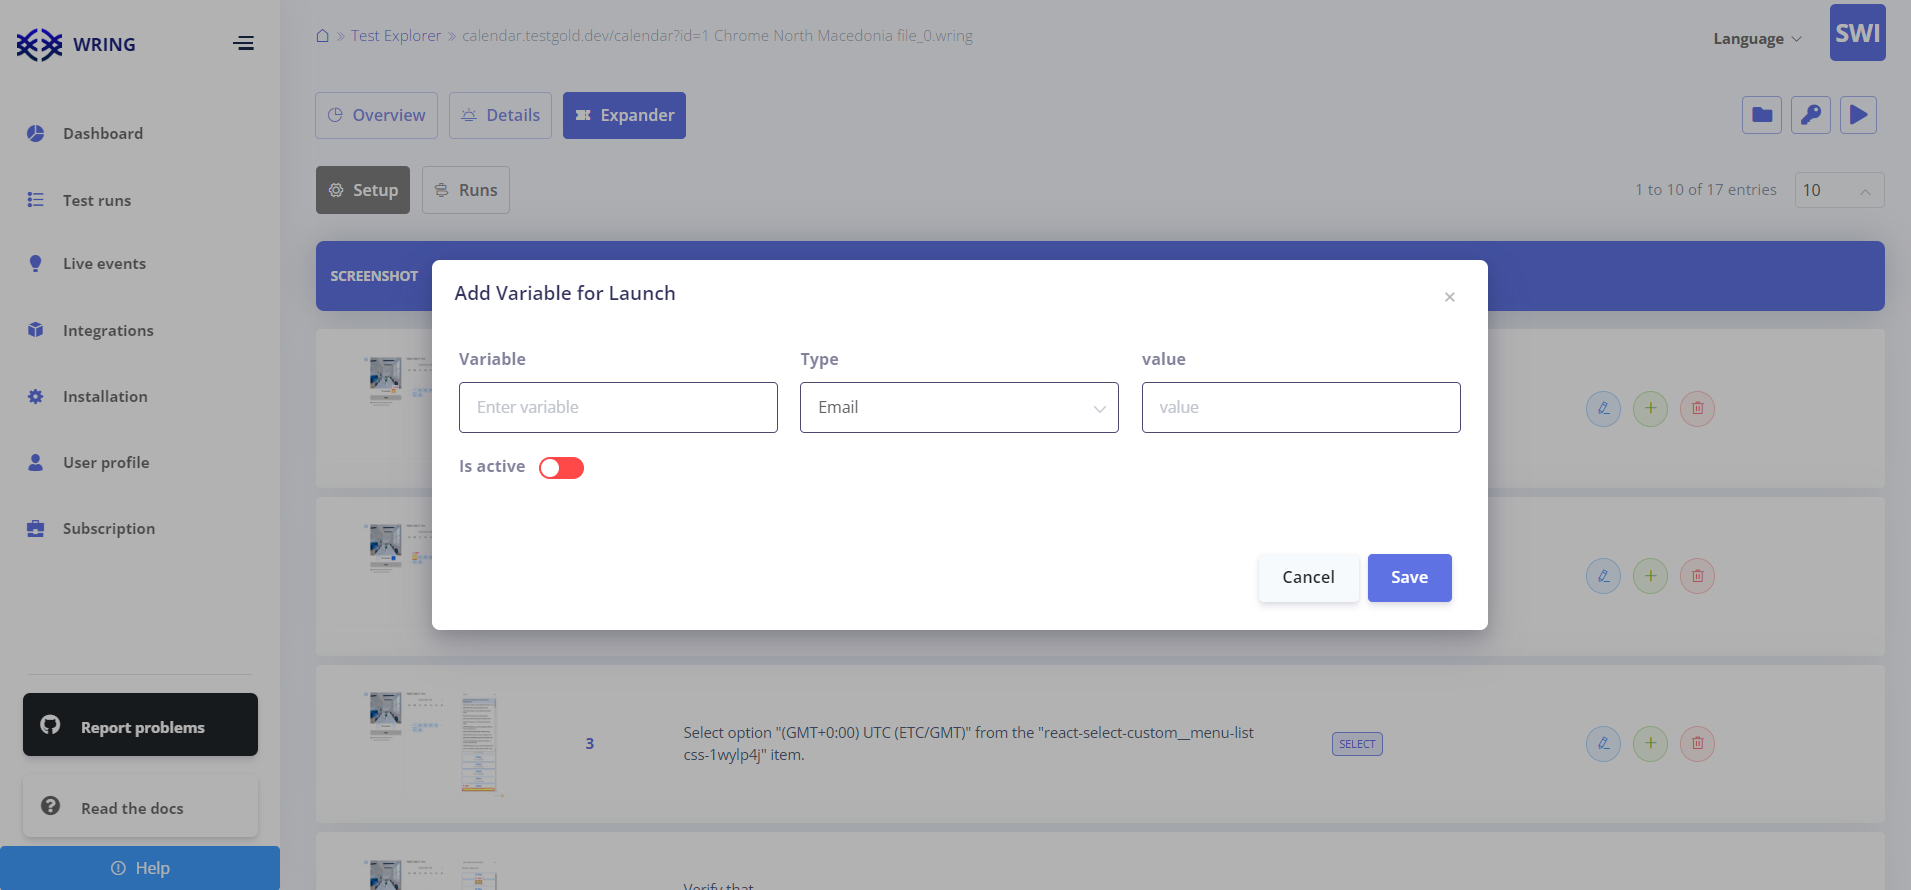 WRING
Test Explorer
calendar.testgold.dev/calendar?id=1 Chrome North Macedonia file_0.wring
Language
SWI
Overview
Details
Expander
Dashboard
Test runs
Live events
Integrations
Installation
User profile
Subscription
Setup
Runs
1 to 10 of 17 entries
10
SCREENSHOT
Add Variable for Launch
×
Variable
Type
value
Enter variable
Email
value
Is active
Cancel
Save
3
Select option "(GMT+0:00) UTC (ETC/GMT)" from the "react-select-custom__menu-list
css-1wylp4j" item.
SELECT
Verify that
Report problems
Read the docs
Help